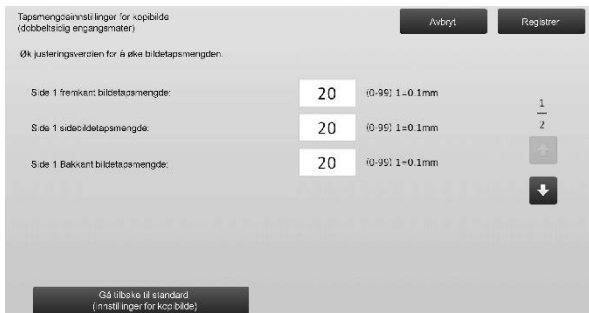 Tapsmengdeinnstillinger for kopibilde
(dobbeltsidig engangsmater)
Avbryt
Registrer
Øk justeringsverdien for å øke bildetapsmengden.
Side 1 fremkant bildetapsmengde:
20
(0-99) 1=0.1mm
Side 1 sidebildetapsmengde:
20
(0-99) 1=0.1mm
Side 1 Bakkant bildetapsmengde:
20
(0-99) 1=0.1mm
1
2
Gå tilbake til standard
(innstillinger for kopibilde)